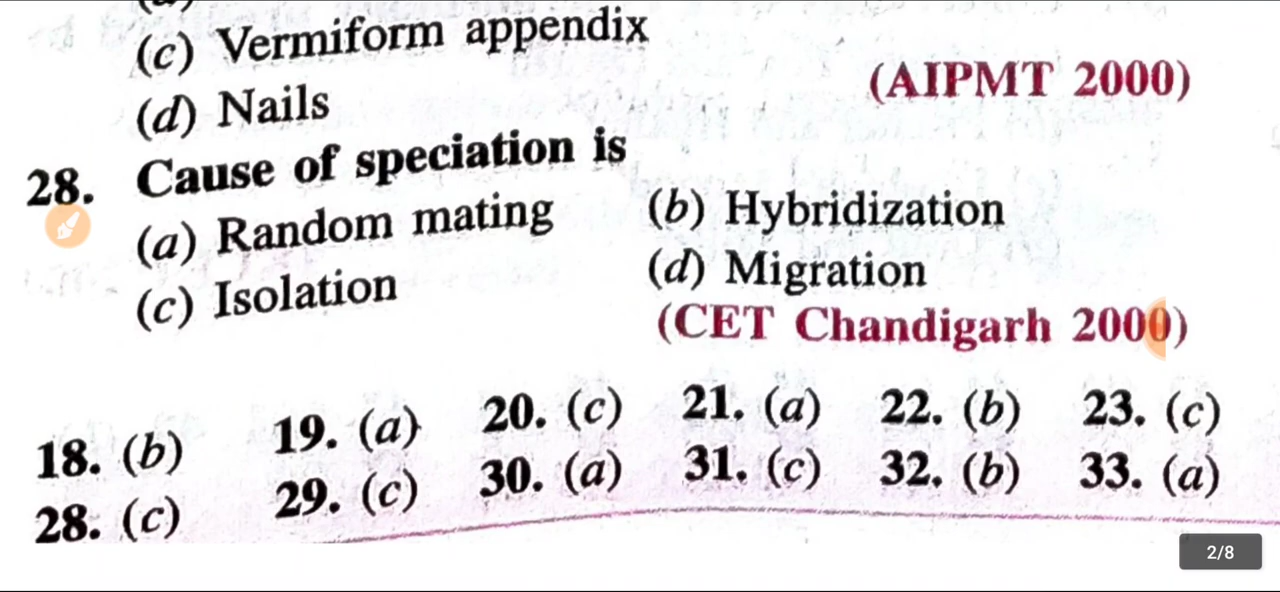 (c) Vermiform appendix
(d) Nails
(AIPMT 2000)
28. Cause of speciation is
(a) Random mating (b) Hybridization
(c) Isolation (d) Migration
(CET Chandigarh 2000)
18. (b) 19. (a) 20. (c) 21. (a) 22. (b) 23. (c)
28. (c) 29. (c) 30. (a) 31. (c) 32. (b) 33. (a)
2/8